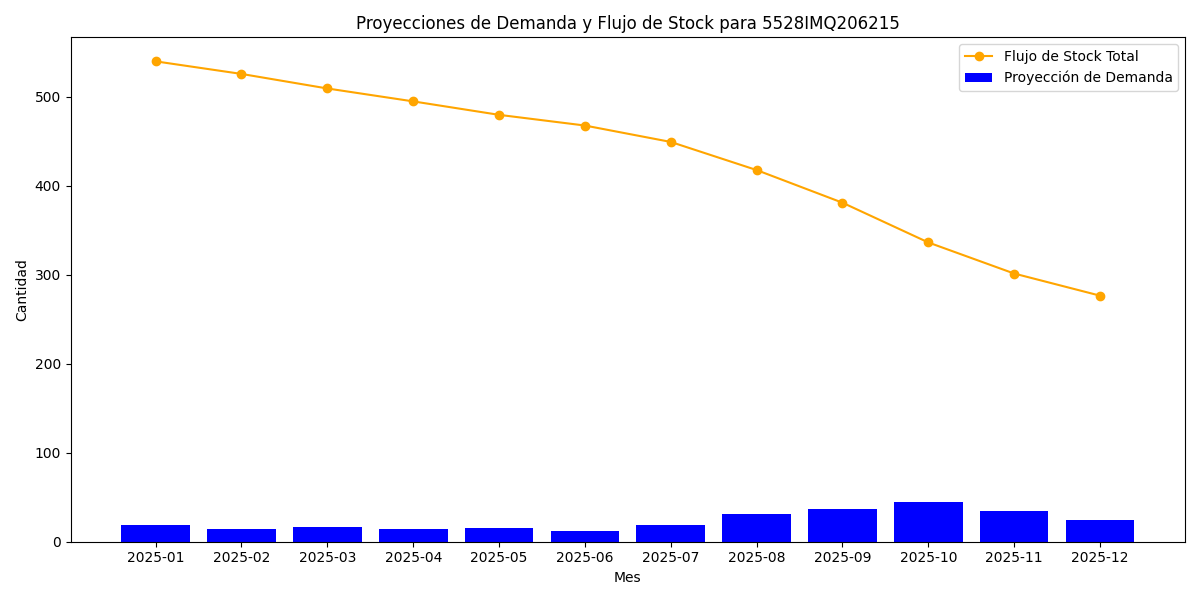 Proyecciones de Demanda y Flujo de Stock para 5528IMQ206215
Flujo de Stock Total
Proyección de Demanda
Cantidad
500
400
300
200
100
0
2025-01 2025-02 2025-03 2025-04 2025-05 2025-06 2025-07 2025-08 2025-09 2025-10 2025-11 2025-12
Mes